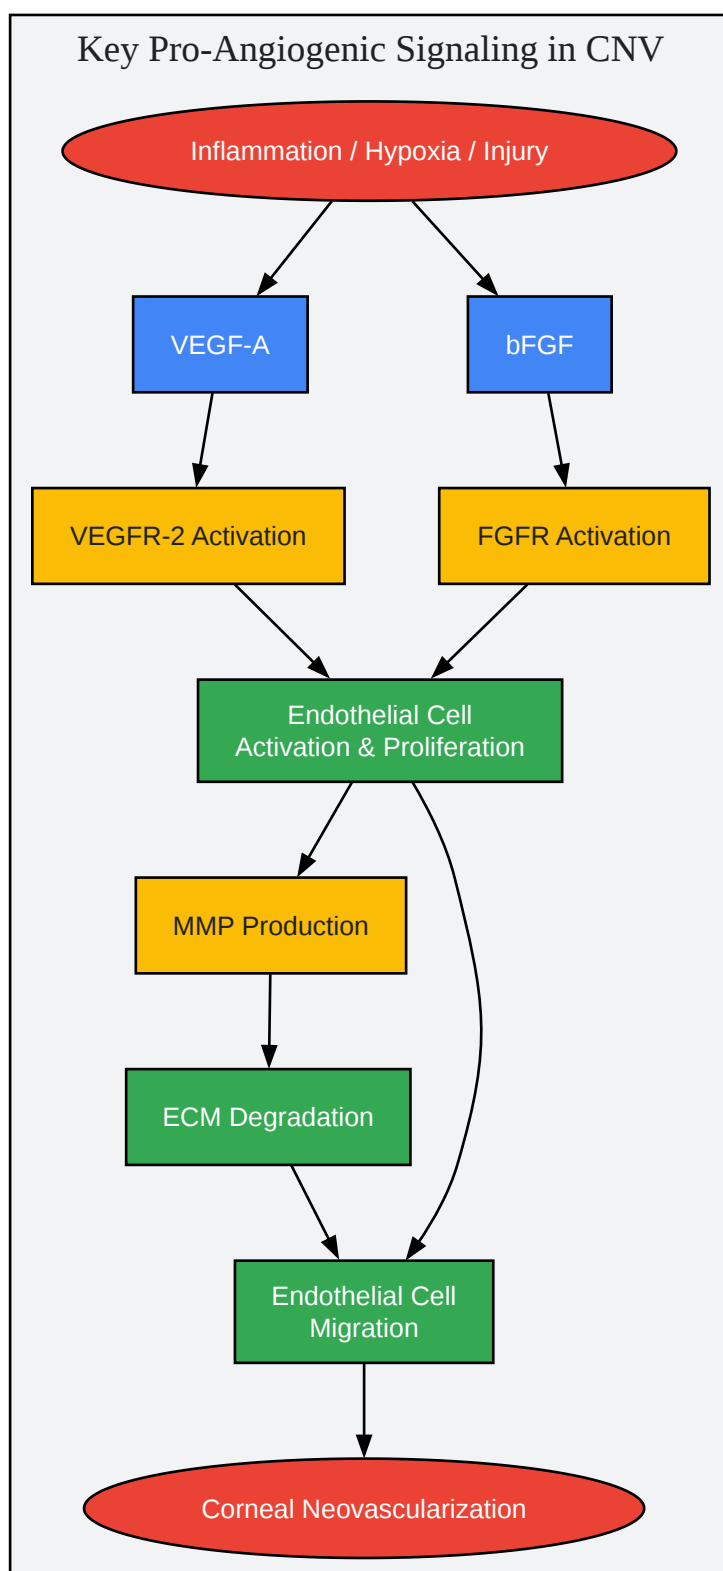 Key Pro-Angiogenic Signaling in CNV
Inflammation / Hypoxia / Injury
VEGF-A
bFGF
VEGFR-2 Activation
FGFR Activation
Endothelial Cell
Activation & Proliferation
MMP Production
ECM Degradation
Endothelial Cell
Migration
Corneal Neovascularization